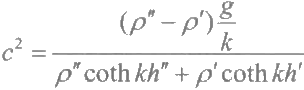 c² = (ρ″ − ρ′) g/k / (ρ″ coth kh″ + ρ′ coth kh′)